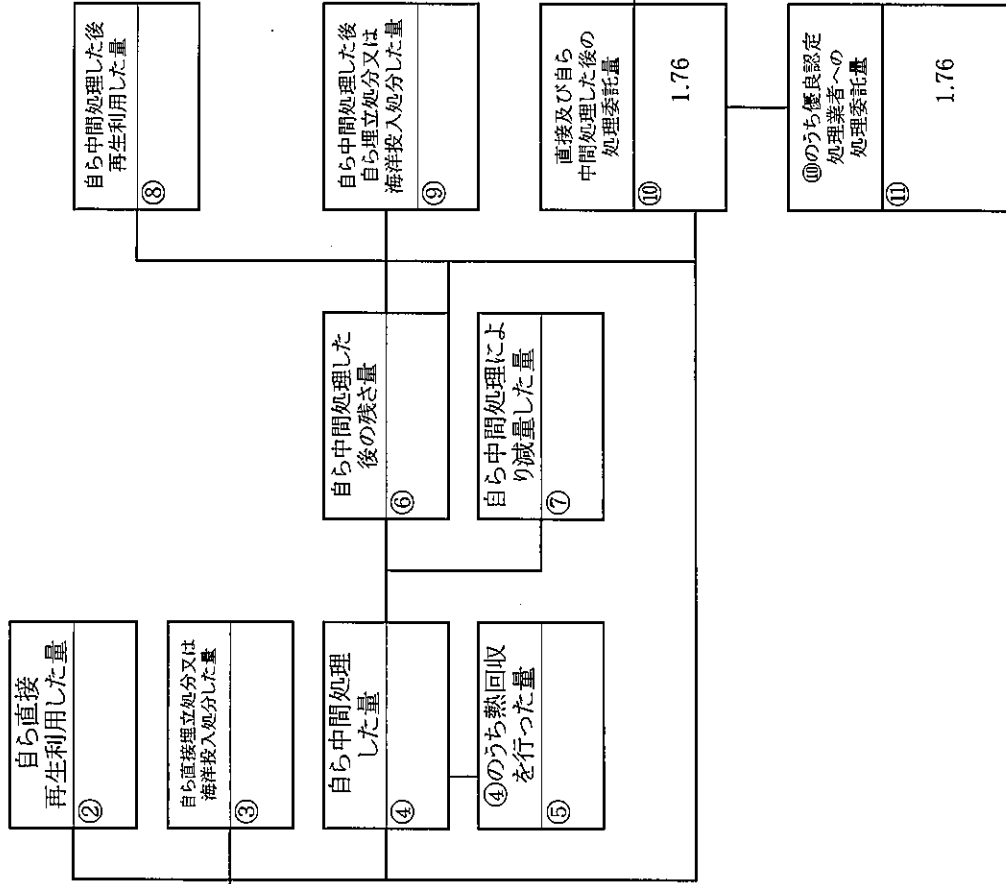 自ら直接
再生利用した量
②
自ら直接埋立処分又は
海洋投入処分した量
③
自ら中間処理
した量
④
④のうち熱回収
を行った量
⑤
自ら中間処理した
後の残さ量
⑥
自ら中間処理によ
り減量した量
⑦
自ら中間処理した後
再生利用した量
⑧
自ら中間処理した後
自ら埋立処分又は
海洋投入処分した量
⑨
直接及び自ら
中間処理した後の
処理委託量
⑩
1.76
⑩のうち優良認定
処理業者への
処理委託量
⑪
1.76